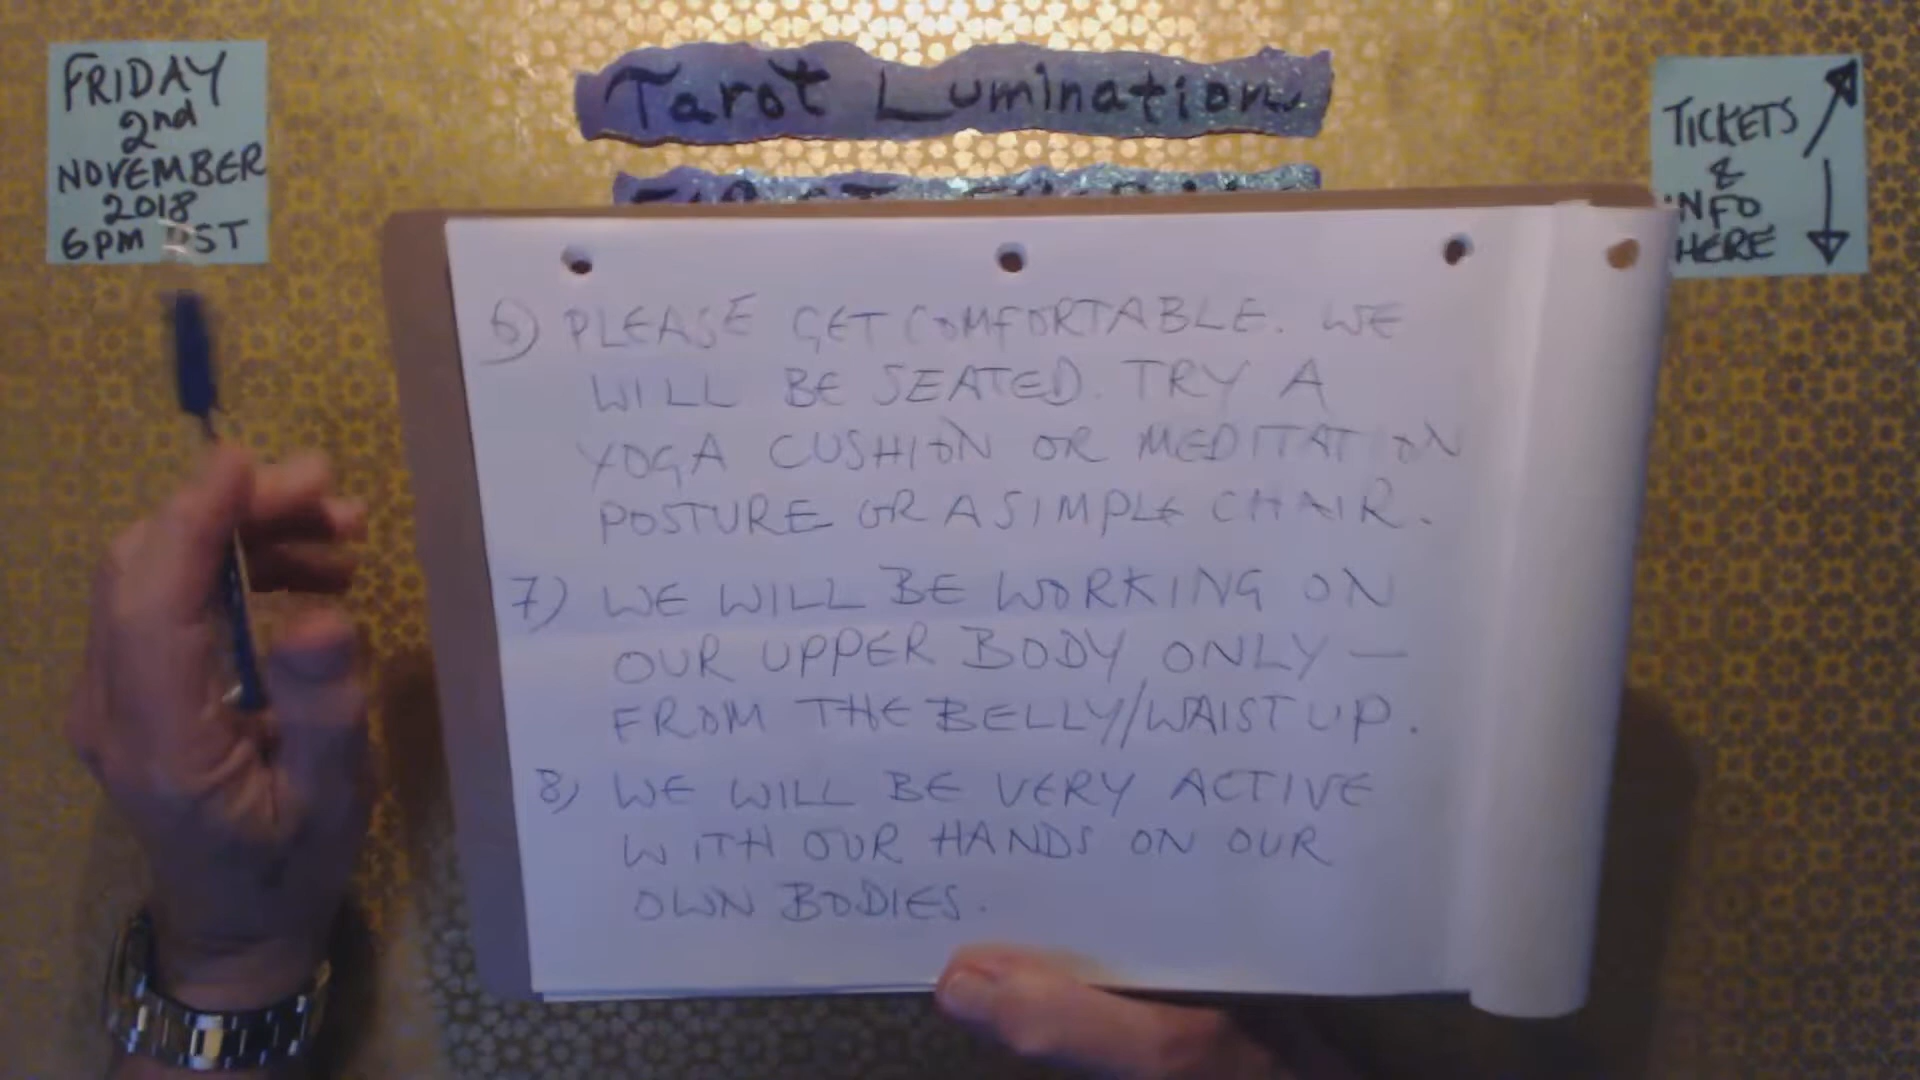 FRIDAY
2nd
NOVEMBER
2018
6PM
Tarot Luminations
TICKETS
&
INFO
HERE
6) PLEASE GET COMFORTABLE. WE
WILL BE SEATED. TRY A
YOGA CUSHION OR MEDITATION
POSTURE OR A SIMPLE CHAIR.
7) WE WILL BE WORKING ON
OUR UPPER BODY ONLY —
FROM THE BELLY/WAIST UP.
8) WE WILL BE VERY ACTIVE
WITH OUR HANDS ON OUR
OWN BODIES.